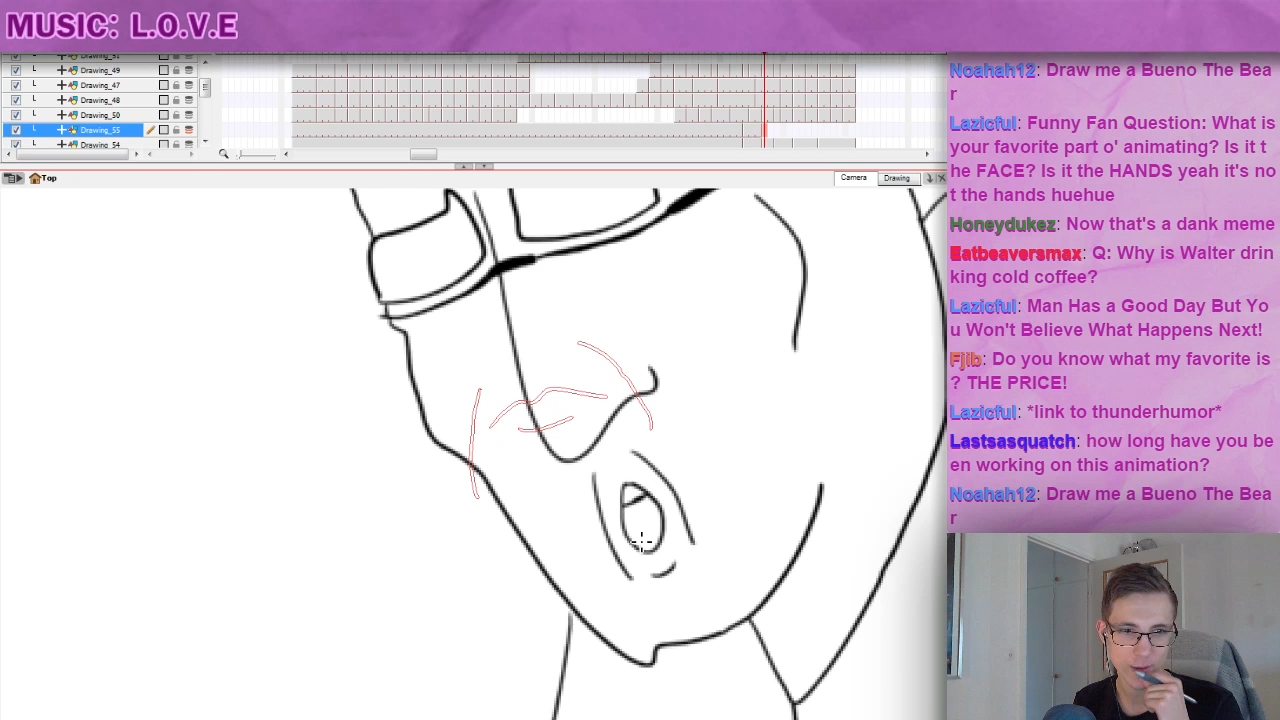 MUSIC: L.O.V.E
Drawing_49
Drawing_47
Drawing_48
Drawing_50
Drawing_55
Drawing_54
Top
Camera
Drawing
Noahah12: Draw me a Bueno The Bea
r
Lazicful: Funny Fan Question: What is
your favorite part o' animating? Is it t
he FACE? Is it the HANDS yeah it's no
t the hands huehue
Honeydukez: Now that's a dank meme
Eatbeaversmax: Q: Why is Walter drin
king cold coffee?
Lazicful: Man Has a Good Day But Yo
u Won't Believe What Happens Next!
Fjib: Do you know what my favorite is
? THE PRICE!
Lazicful: *link to thunderhumor*
Lastsasquatch: how long have you be
en working on this animation?
Noahah12: Draw me a Bueno The Bea
r